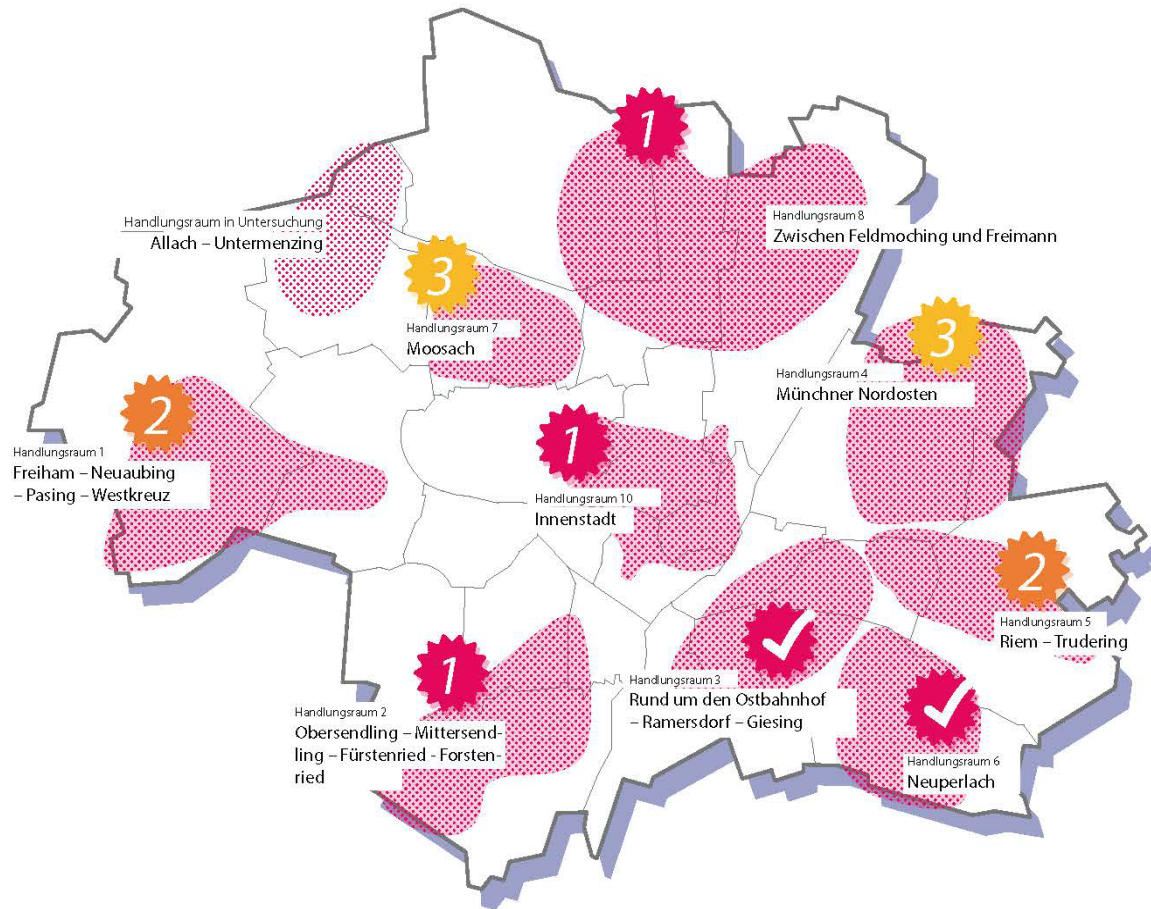 1
Handlungsraum in Untersuchung
Allach – Untermenzing
Handlungsraum 8
Zwischen Feldmoching und Freimann
3
Handlungsraum 7
Moosach
3
Handlungsraum 4
Münchner Nordosten
2
Handlungsraum 1
Freiham – Neuaubing
– Pasing – Westkreuz
1
Handlungsraum 10
Innenstadt
2
Handlungsraum 5
Riem – Trudering
1
Handlungsraum 2
Obersendling – Mittersend-
ling – Fürstenried - Forsten-
ried
Handlungsraum 3
Rund um den Ostbahnhof
– Ramersdorf – Giesing
Handlungsraum 6
Neuperlach